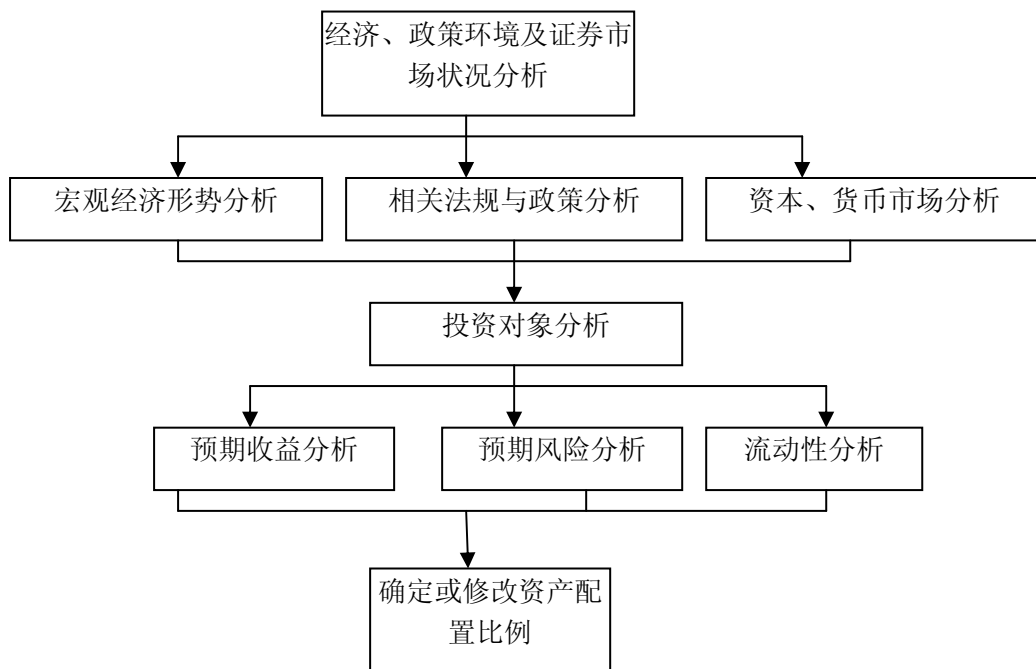 经济、政策环境及证券市
场状况分析
宏观经济形势分析
相关法规与政策分析
资本、货币市场分析
投资对象分析
预期收益分析
预期风险分析
流动性分析
确定或修改资产配
置比例